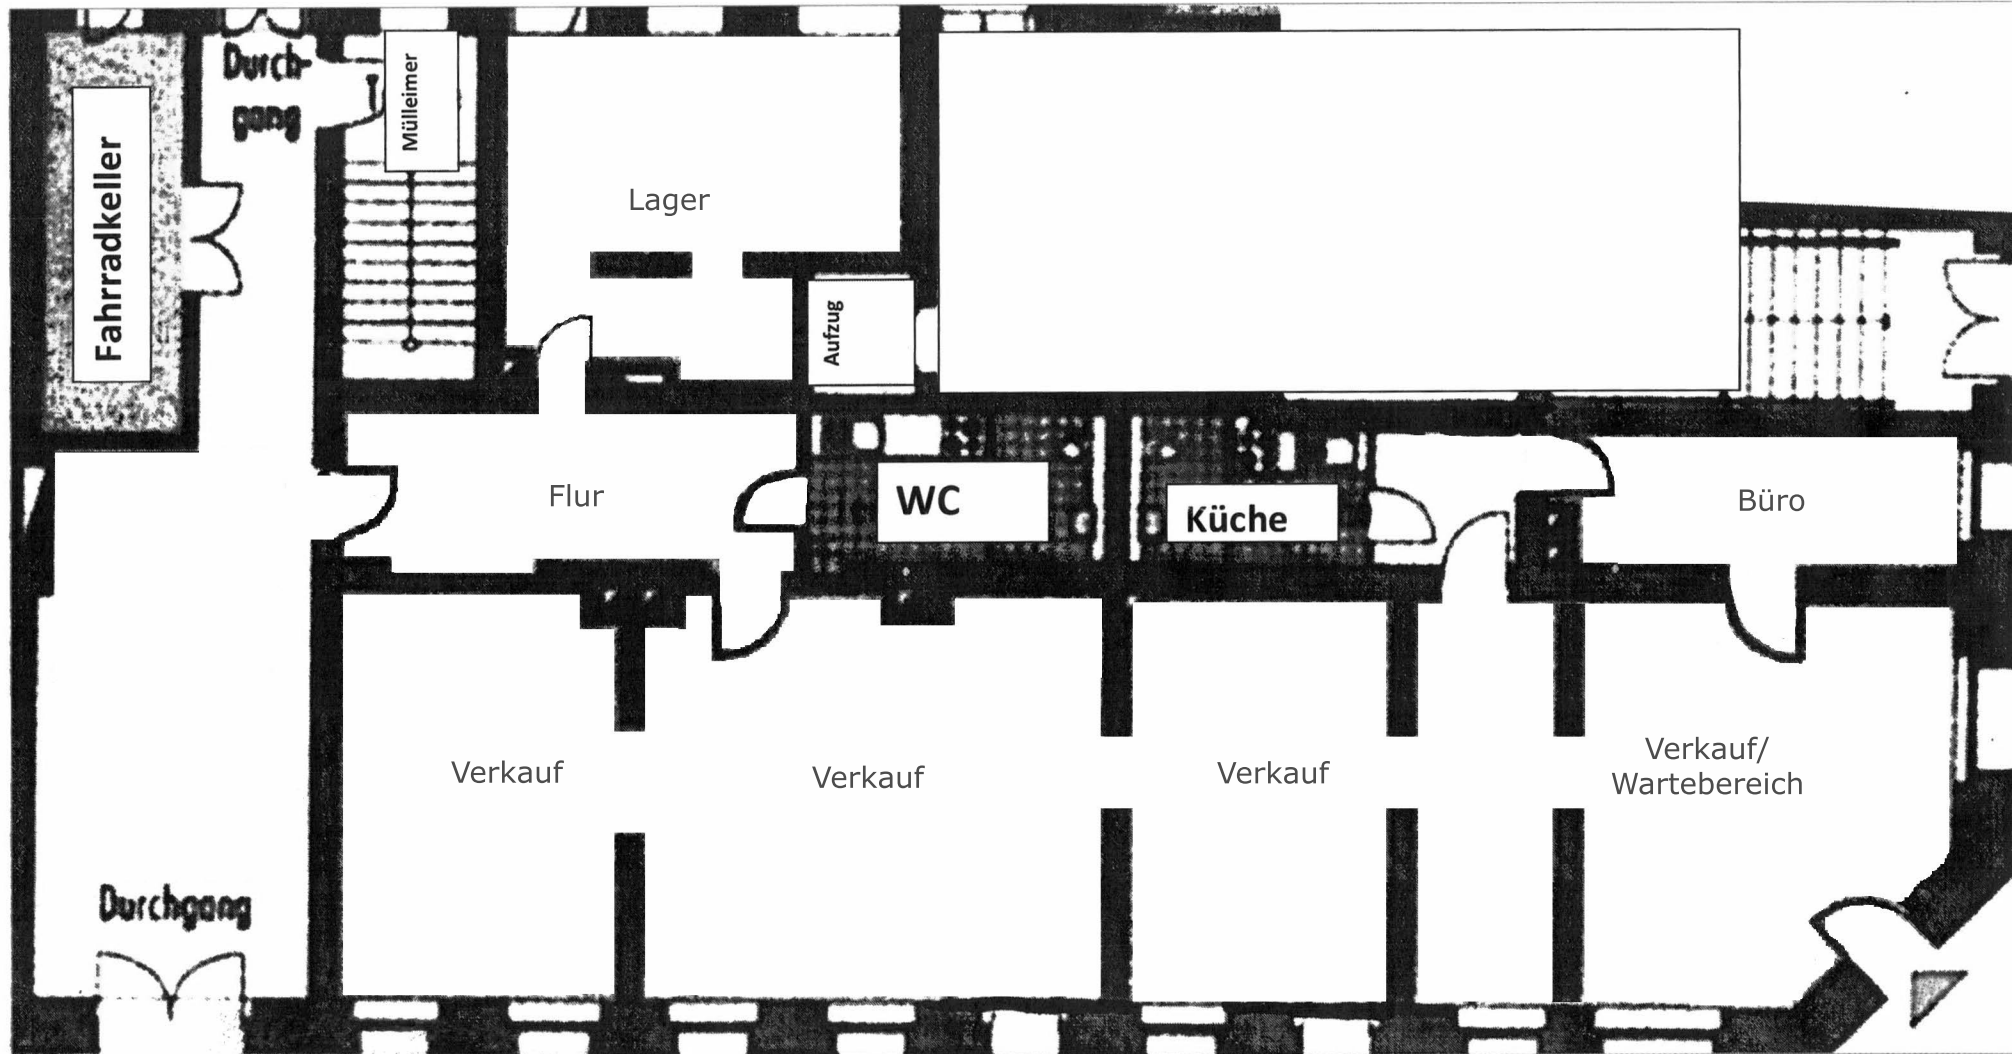 Durch-
gang
Mülleimer
Fahrradkeller
Lager
Aufzug
Flur
WC
Küche
Büro
Verkauf
Verkauf
Verkauf
Verkauf/
Wartebereich
Durchgang